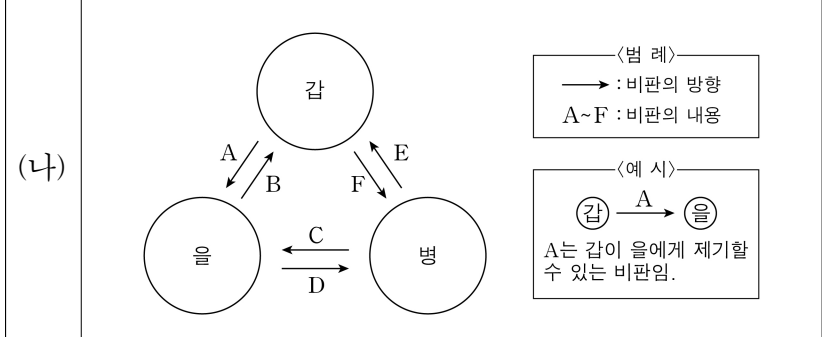 (나)
갑
A
B
E
F
을
C
D
병
〈범 례〉
: 비판의 방향
A~F : 비판의 내용
〈예 시〉
갑 A 을
A는 갑이 을에게 제기할
수 있는 비판임.